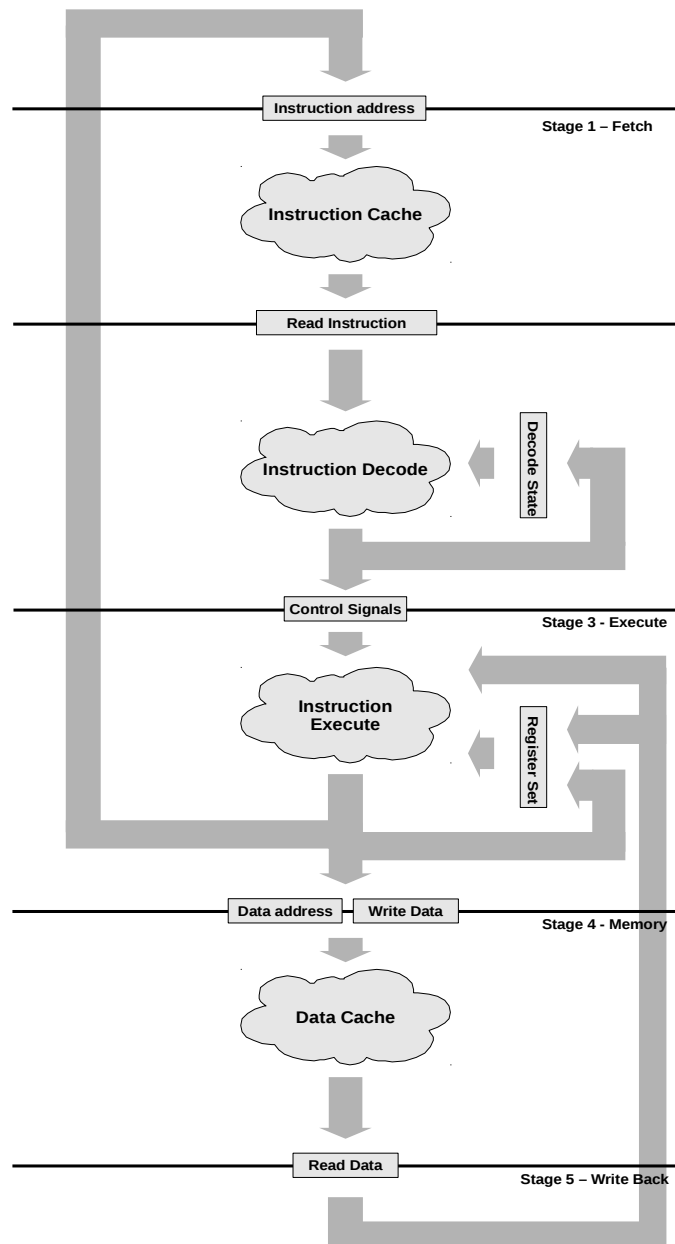 Instruction address
Stage 1 – Fetch
Instruction Cache
Read Instruction
Decode State
Instruction Decode
Control Signals
Stage 3 - Execute
Instruction
Execute
Register Set
Data address
Write Data
Stage 4 - Memory
Data Cache
Read Data
Stage 5 – Write Back